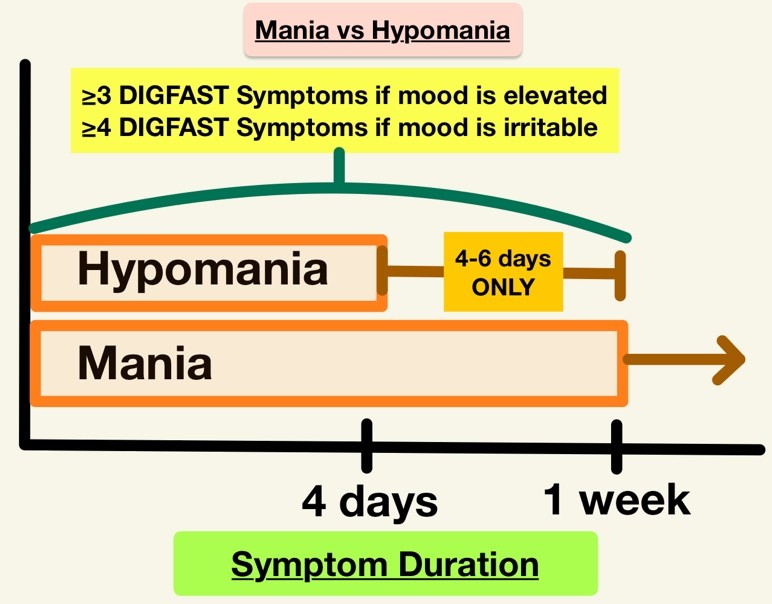 Mania vs Hypomania
≥3 DIGFAST Symptoms if mood is elevated
≥4 DIGFAST Symptoms if mood is irritable
Hypomania
4-6 days
ONLY
Mania
4 days
1 week
Symptom Duration